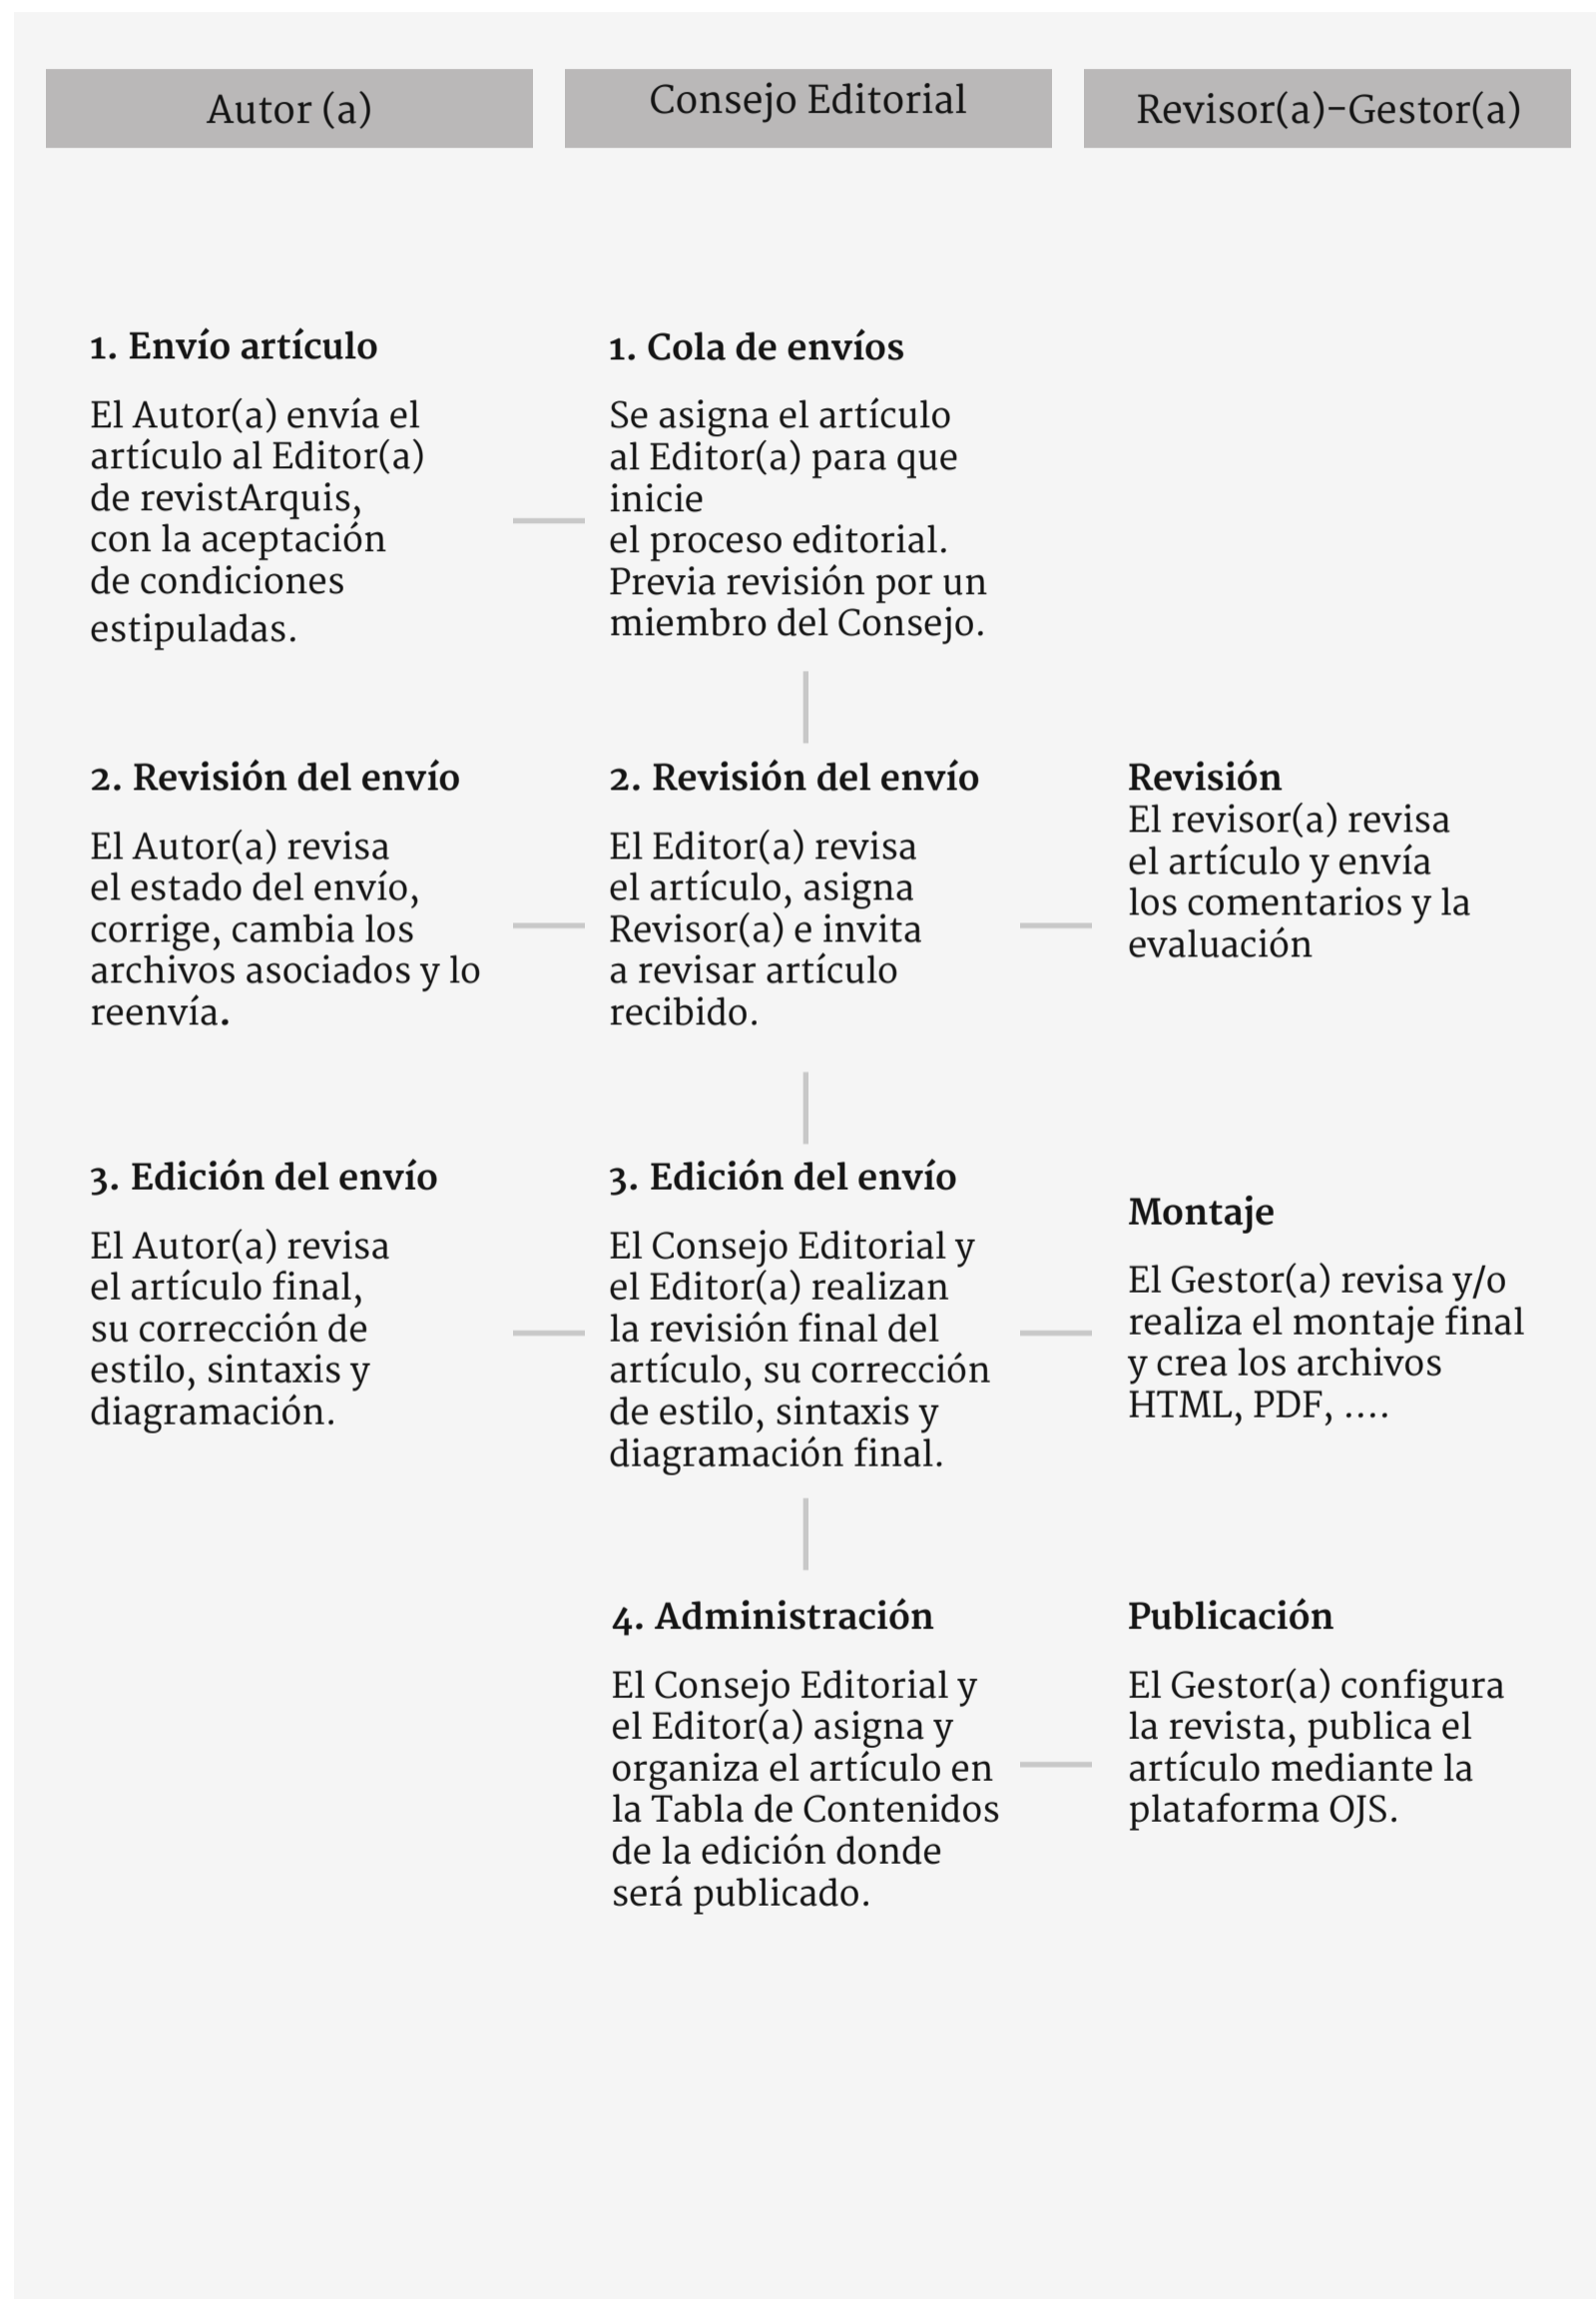 Autor (a)
Consejo Editorial
Revisor(a)-Gestor(a)
1. Envío artículo
El Autor(a) envía el
artículo al Editor(a)
de revistArquis,
con la aceptación
de condiciones
estipuladas.
1. Cola de envíos
Se asigna el artículo
al Editor(a) para que
inicie
el proceso editorial.
Previa revisión por un
miembro del Consejo.
2. Revisión del envío
El Autor(a) revisa
el estado del envío,
corrige, cambia los
archivos asociados y lo
reenvía.
2. Revisión del envío
El Editor(a) revisa
el artículo, asigna
Revisor(a) e invita
a revisar artículo
recibido.
Revisión
El revisor(a) revisa
el artículo y envía
los comentarios y la
evaluación
3. Edición del envío
El Autor(a) revisa
el artículo final,
su corrección de
estilo, sintaxis y
diagramación.
3. Edición del envío
El Consejo Editorial y
el Editor(a) realizan
la revisión final del
artículo, su corrección
de estilo, sintaxis y
diagramación final.
Montaje
El Gestor(a) revisa y/o
realiza el montaje final
y crea los archivos
HTML, PDF, ....
4. Administración
El Consejo Editorial y
el Editor(a) asigna y
organiza el artículo en
la Tabla de Contenidos
de la edición donde
será publicado.
Publicación
El Gestor(a) configura
la revista, publica el
artículo mediante la
plataforma OJS.